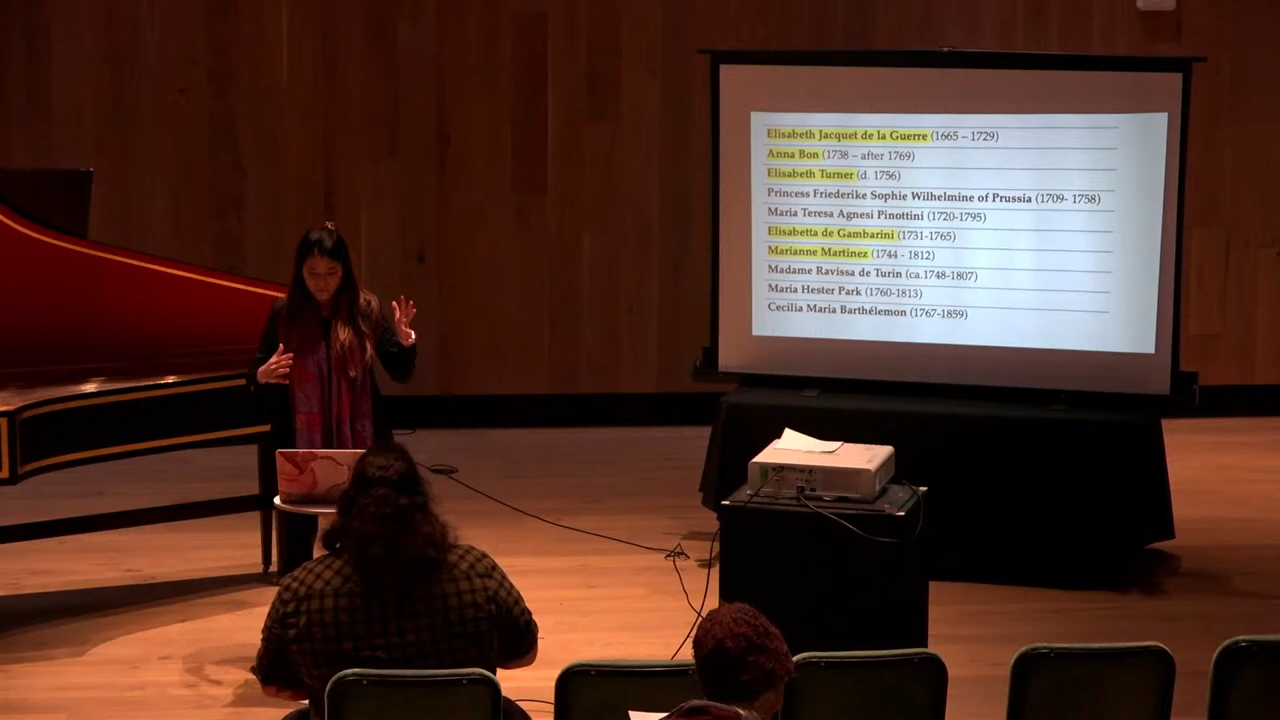 Elisabeth Jacquet de la Guerre (1665 – 1729)
Anna Bon (1738 – after 1769)
Elisabeth Turner (d. 1756)
Princess Friederike Sophie Wilhelmine of Prussia (1709- 1758)
Maria Teresa Agnesi Pinottini (1720-1795)
Elisabetta de Gambarini (1731-1765)
Marianne Martinez (1744 - 1812)
Madame Ravissa de Turin (ca.1748-1807)
Maria Hester Park (1760-1813)
Cecilia Maria Barthélemon (1767-1859)